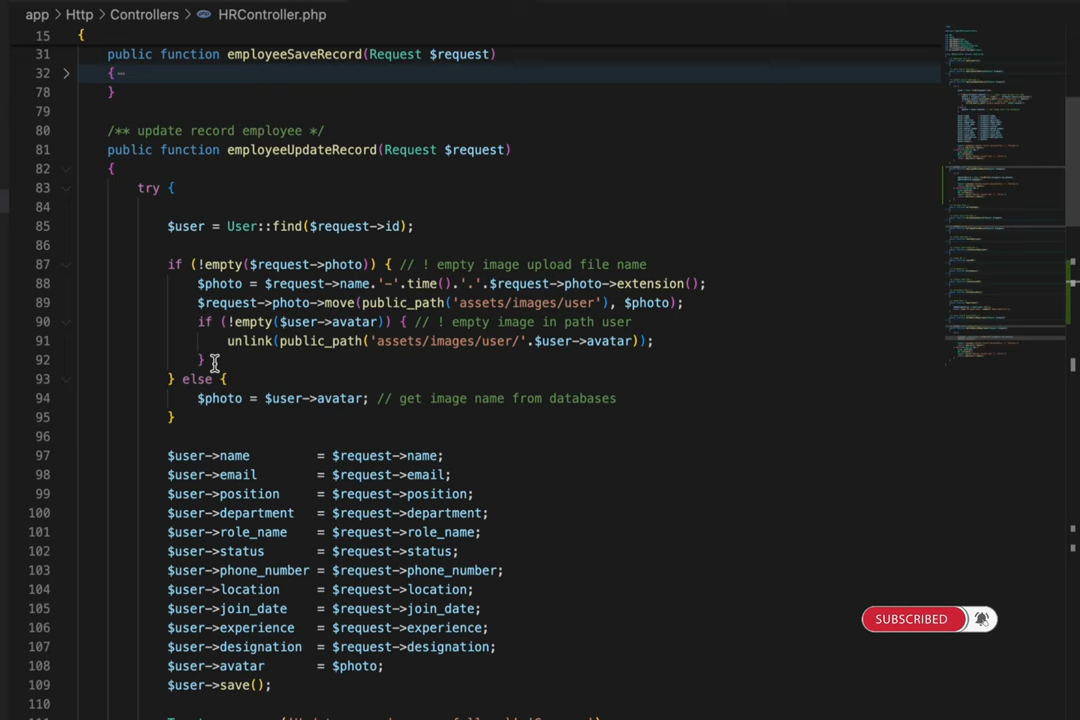 app > Http > Controllers > HRController.php
15 {
31 public function employeeSaveRecord(Request $request)
32 > { ⋯
78 }
79
80 /** update record employee */
81 public function employeeUpdateRecord(Request $request)
82 {
83 try {
84
85 $user = User::find($request->id);
86
87 if (!empty($request->photo)) { // ! empty image upload file name
88 $photo = $request->name.'-'.time().'.'.$request->photo->extension();
89 $request->photo->move(public_path('assets/images/user'), $photo);
90 if (!empty($user->avatar)) { // ! empty image in path user
91 unlink(public_path('assets/images/user/'.$user->avatar));
92 }
93 } else {
94 $photo = $user->avatar; // get image name from databases
95 }
96
97 $user->name = $request->name;
98 $user->email = $request->email;
99 $user->position = $request->position;
100 $user->department = $request->department;
101 $user->role_name = $request->role_name;
102 $user->status = $request->status;
103 $user->phone_number = $request->phone_number;
104 $user->location = $request->location;
105 $user->join_date = $request->join_date;
106 $user->experience = $request->experience;
107 $user->designation = $request->designation;
108 $user->avatar = $photo;
109 $user->save();
110
SUBSCRIBED